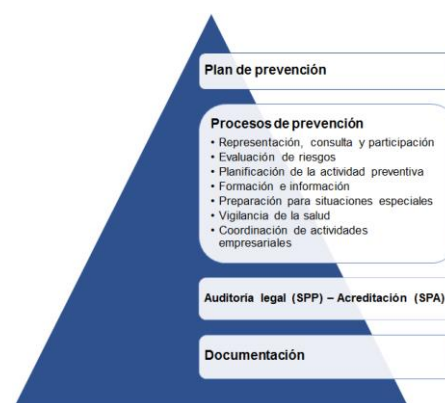 Plan de prevención
Procesos de prevención
• Representación, consulta y participación
• Evaluación de riesgos
• Planificación de la actividad preventiva
• Formación e información
• Preparación para situaciones especiales
• Vigilancia de la salud
• Coordinación de actividades
empresariales
Auditoría legal (SPP) – Acreditación (SPA)
Documentación